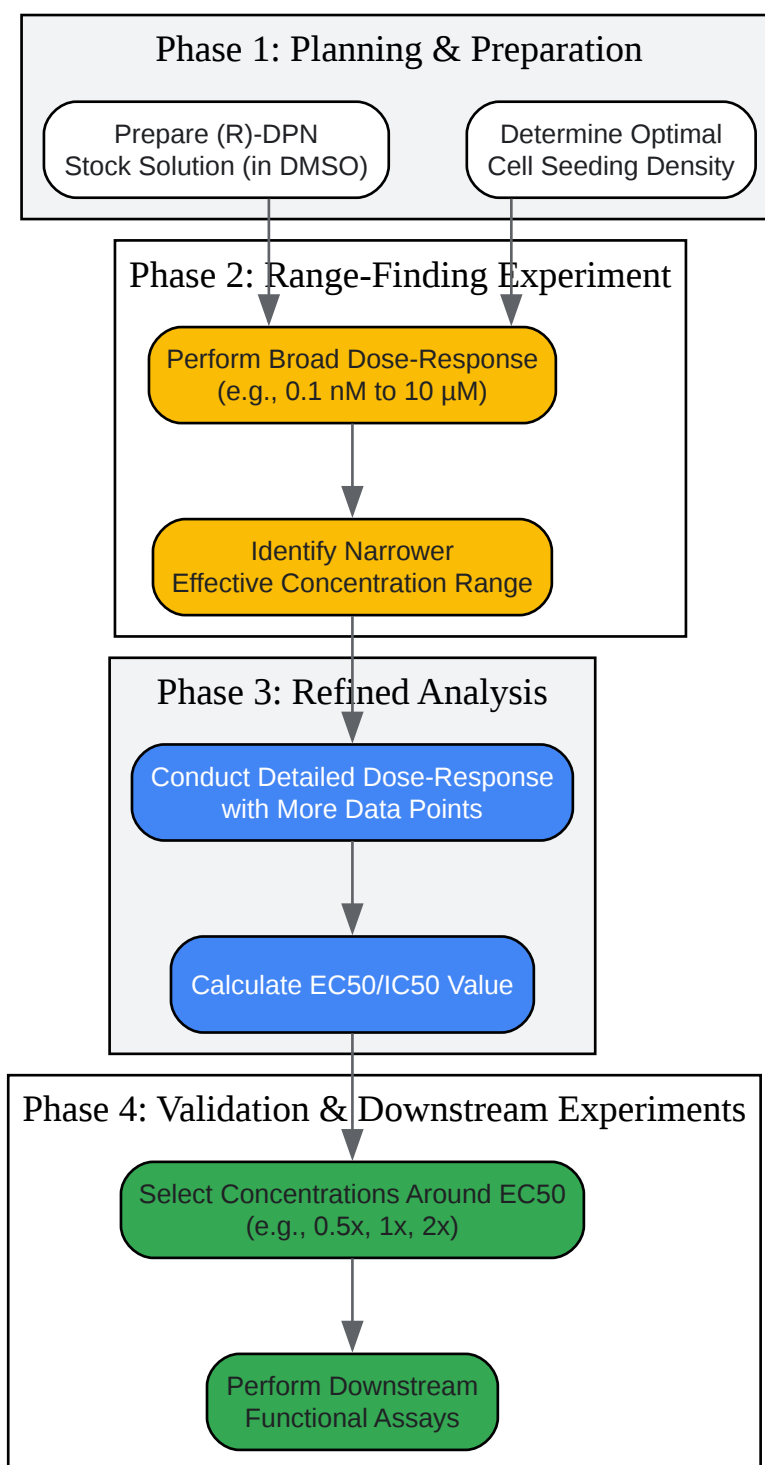 Phase 1: Planning & Preparation
Prepare (R)-DPN
Stock Solution (in DMSO)
Determine Optimal
Cell Seeding Density
Phase 2: Range-Finding Experiment
Perform Broad Dose-Response
(e.g., 0.1 nM to 10 µM)
Identify Narrower
Effective Concentration Range
Phase 3: Refined Analysis
Conduct Detailed Dose-Response
with More Data Points
Calculate EC50/IC50 Value
Phase 4: Validation & Downstream Experiments
Select Concentrations Around EC50
(e.g., 0.5x, 1x, 2x)
Perform Downstream
Functional Assays